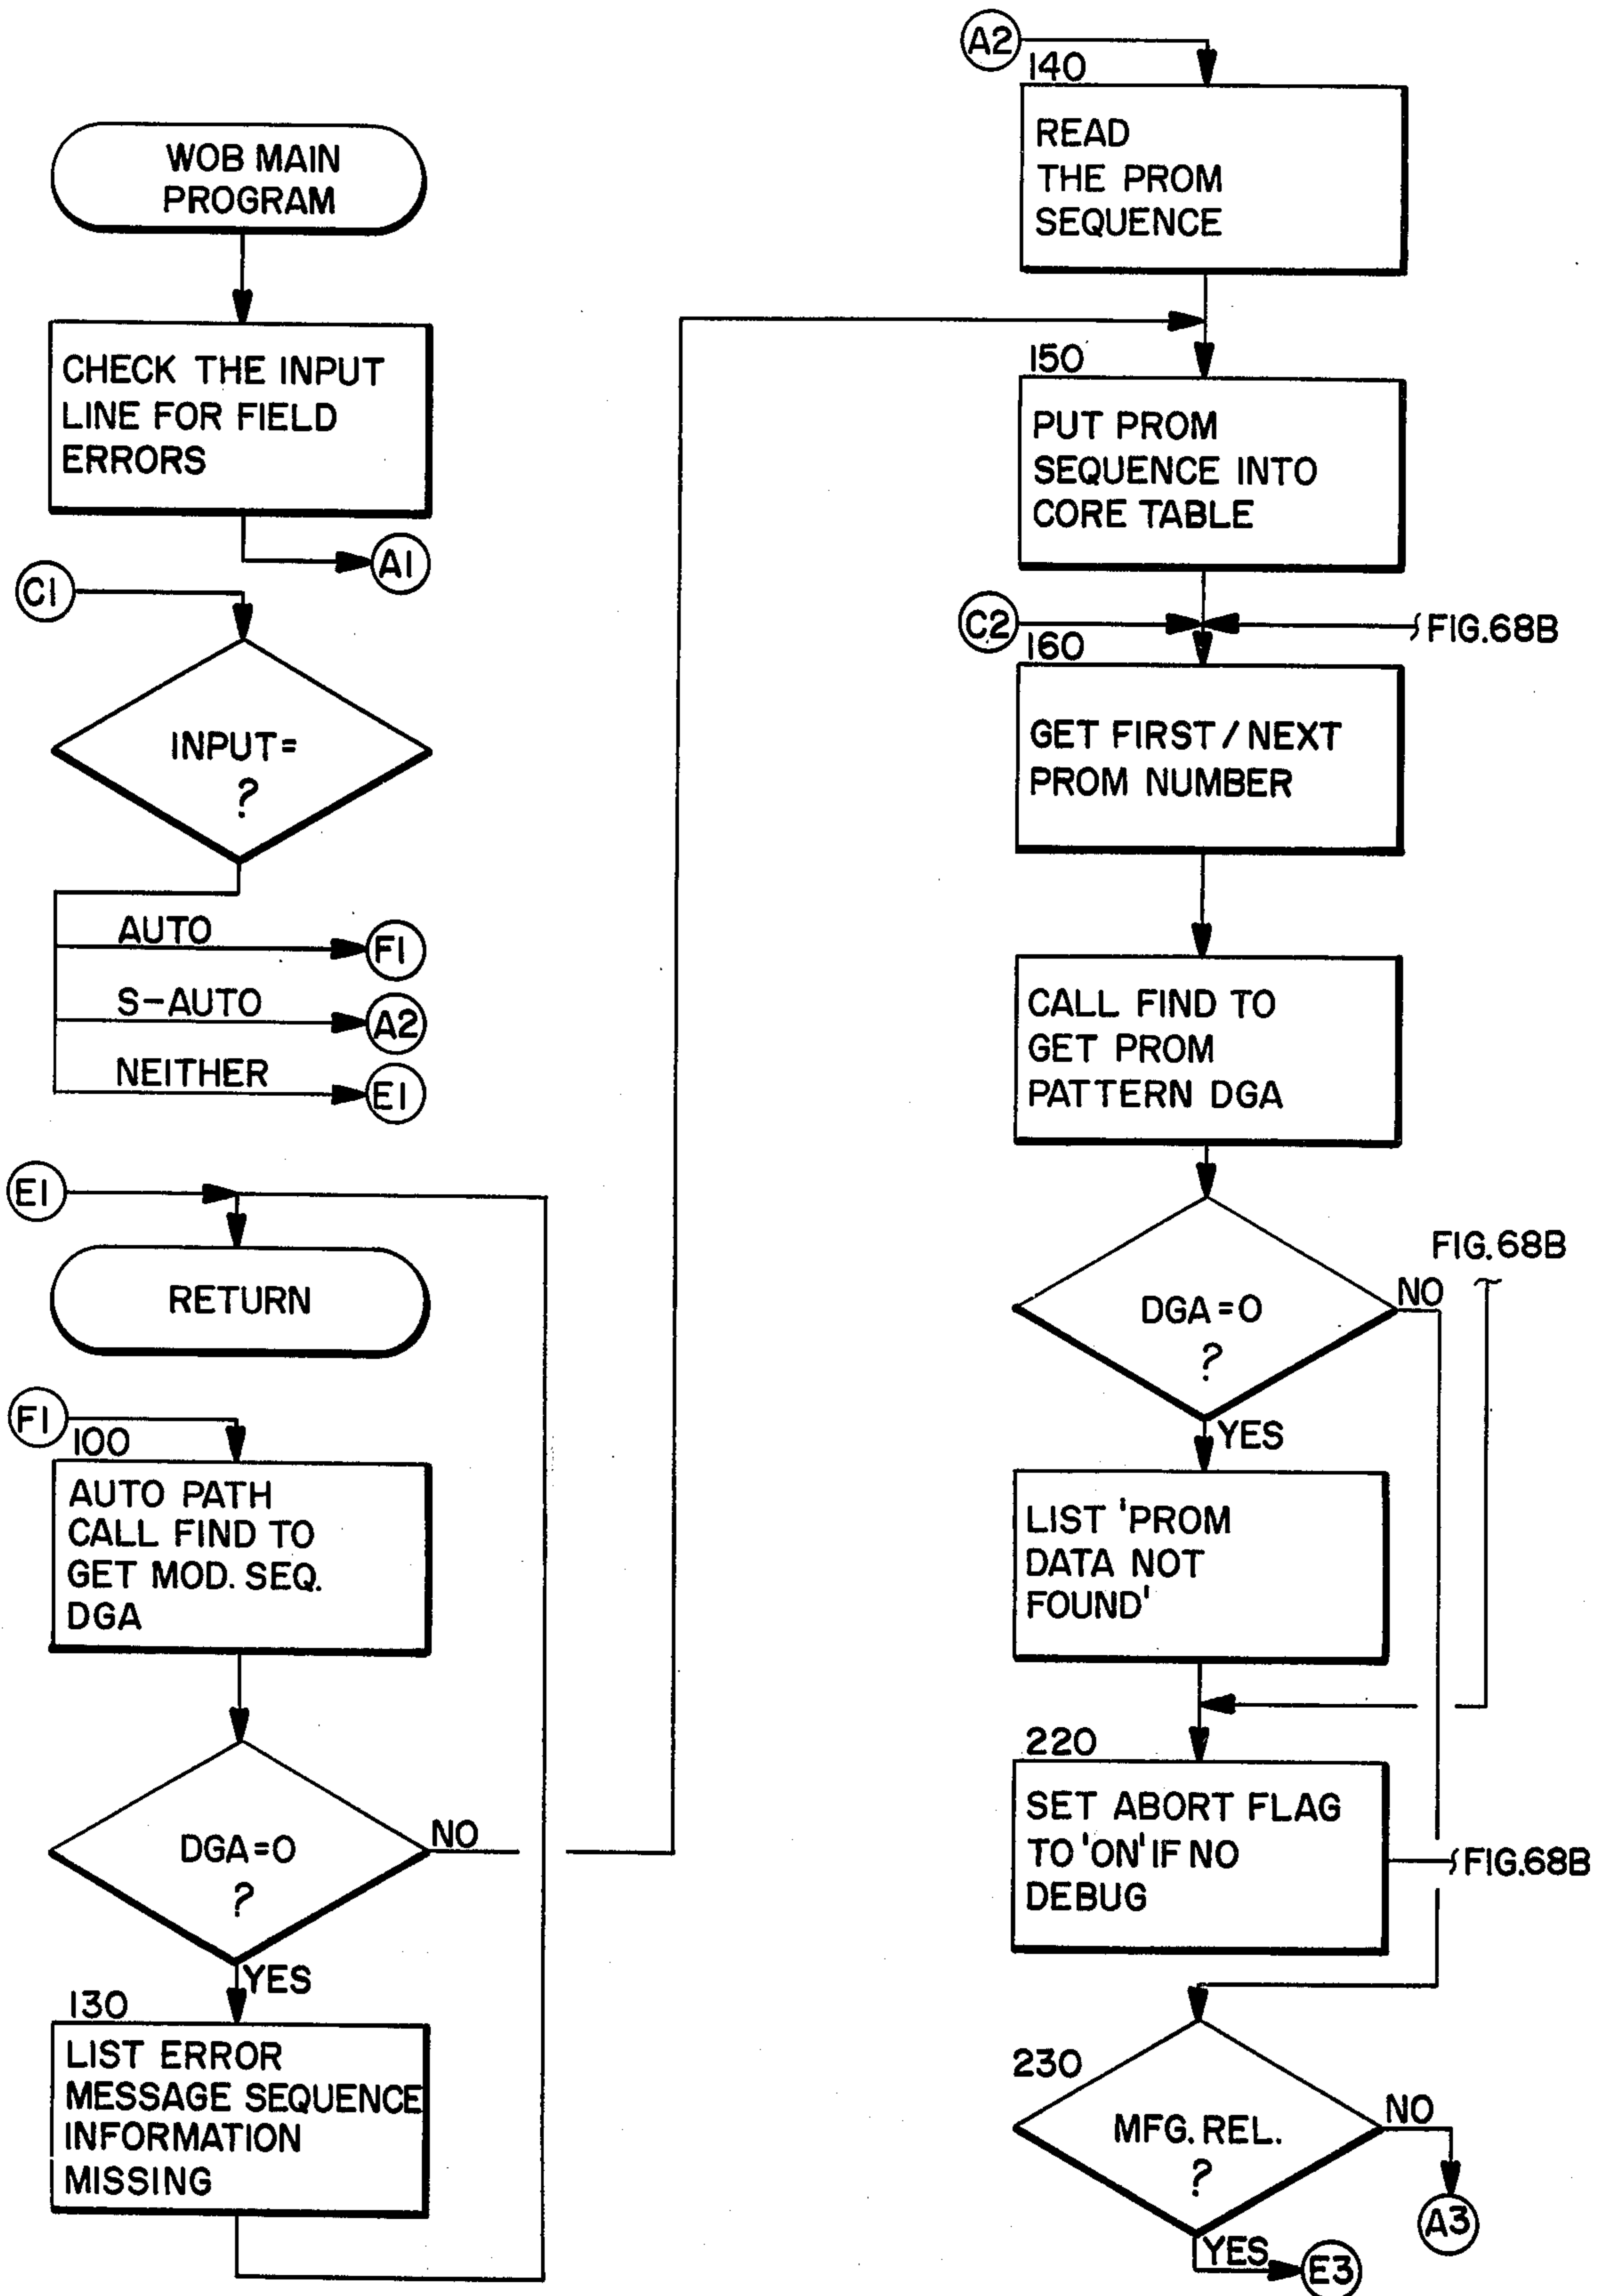 WOB MAIN
PROGRAM
CHECK THE INPUT
LINE FOR FIELD
ERRORS
A1
C1
INPUT=
?
AUTO
F1
S-AUTO
A2
NEITHER
E1
E1
RETURN
F1
100
AUTO PATH
CALL FIND TO
GET MOD. SEQ.
DGA
DGA=0
?
NO
YES
130
LIST ERROR
MESSAGE SEQUENCE
INFORMATION
MISSING
A2
140
READ
THE PROM
SEQUENCE
150
PUT PROM
SEQUENCE INTO
CORE TABLE
C2
FIG.68B
160
GET FIRST/NEXT
PROM NUMBER
CALL FIND TO
GET PROM
PATTERN DGA
FIG.68B
DGA=0
?
NO
YES
LIST 'PROM
DATA NOT
FOUND'
220
SET ABORT FLAG
TO 'ON' IF NO
DEBUG
FIG.68B
230
MFG. REL.
?
NO
A3
YES
E3